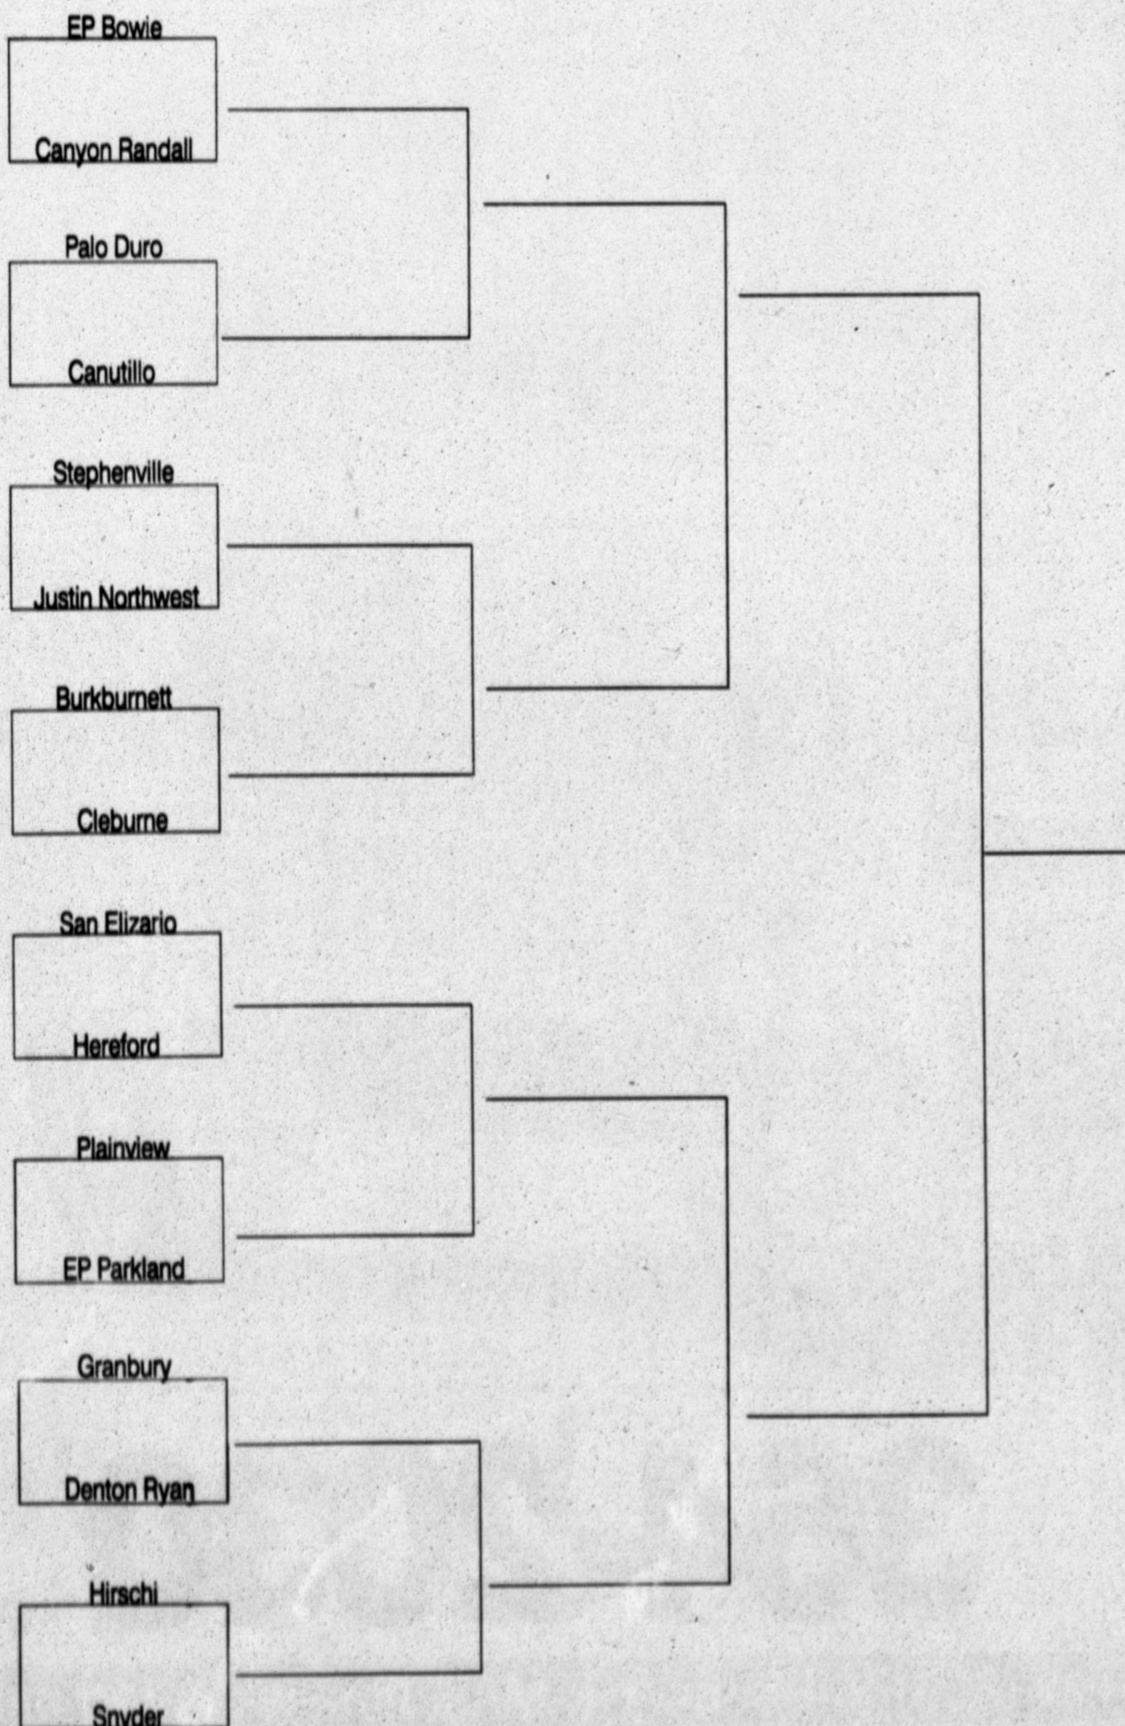 EP Bowie
Canyon Randall
Palo Duro
Canutillo
Stephenville
Justin Northwest
Burkburnett
Cleburne
San Elizario
Hereford
Plainview
EP Parkland
Granbury
Denton Ryan
Hirschi
Snyder